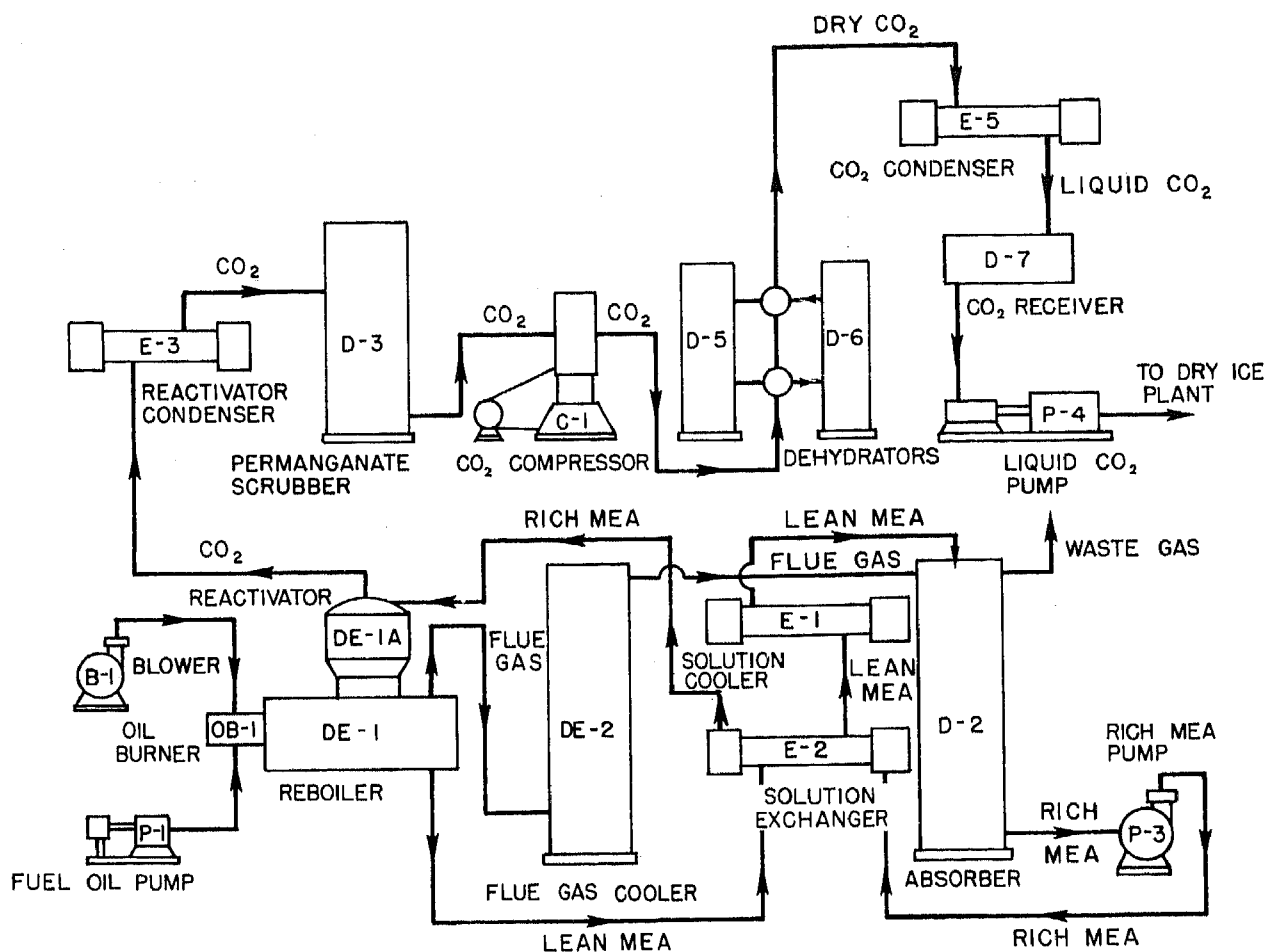 DRY CO₂
E-5
CO₂ CONDENSER
LIQUID CO₂
D-7
CO₂ RECEIVER
CO₂
E-3
REACTIVATOR
CONDENSER
D-3
PERMANGANATE
SCRUBBER
CO₂
CO₂
C-1
CO₂ COMPRESSOR
D-5
D-6
DEHYDRATORS
TO DRY ICE
PLANT
P-4
LIQUID CO₂
PUMP
RICH MEA
LEAN MEA
FLUE GAS
WASTE GAS
CO₂
REACTIVATOR
DE-1A
FLUE
GAS
B-1
BLOWER
OIL
BURNER
OB-1
DE-1
REBOILER
DE-2
FLUE GAS COOLER
E-1
SOLUTION
COOLER
LEAN
MEA
E-2
SOLUTION
EXCHANGER
D-2
ABSORBER
RICH MEA
PUMP
P-3
RICH
MEA
P-1
FUEL OIL PUMP
LEAN MEA
RICH MEA